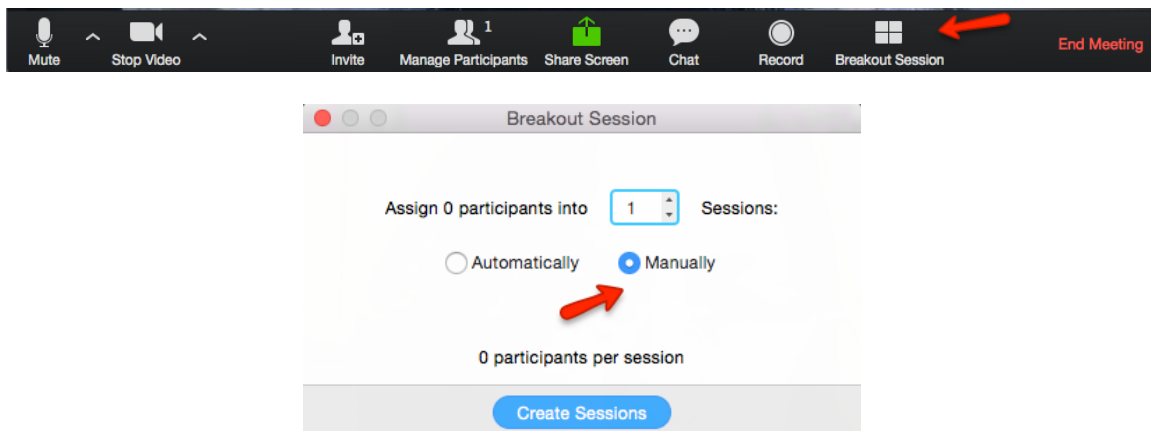 1
Mute Stop Video Invite Manage Participants Share Screen Chat Record Breakout Session End Meeting
Breakout Session
Assign 0 participants into 1 Sessions:
Automatically Manually
0 participants per session
Create Sessions